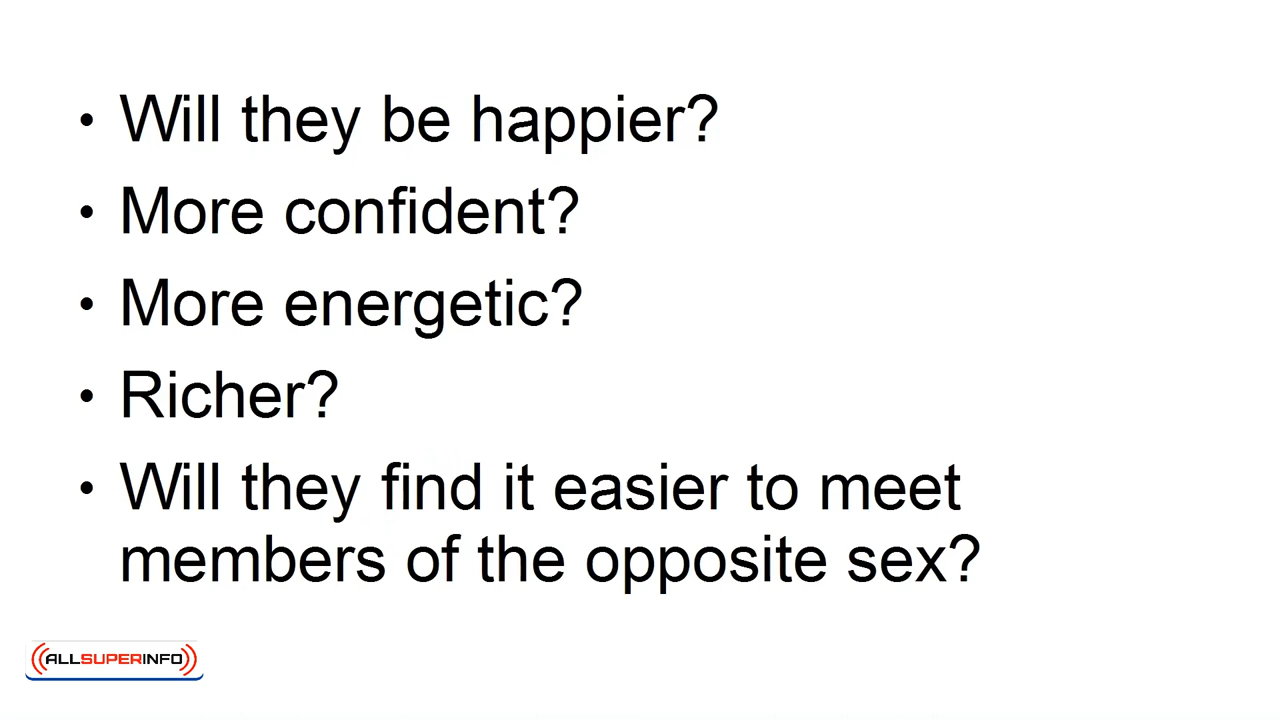 • Will they be happier?
• More confident?
• More energetic?
• Richer?
• Will they find it easier to meet
members of the opposite sex?
ALLSUPERINFO